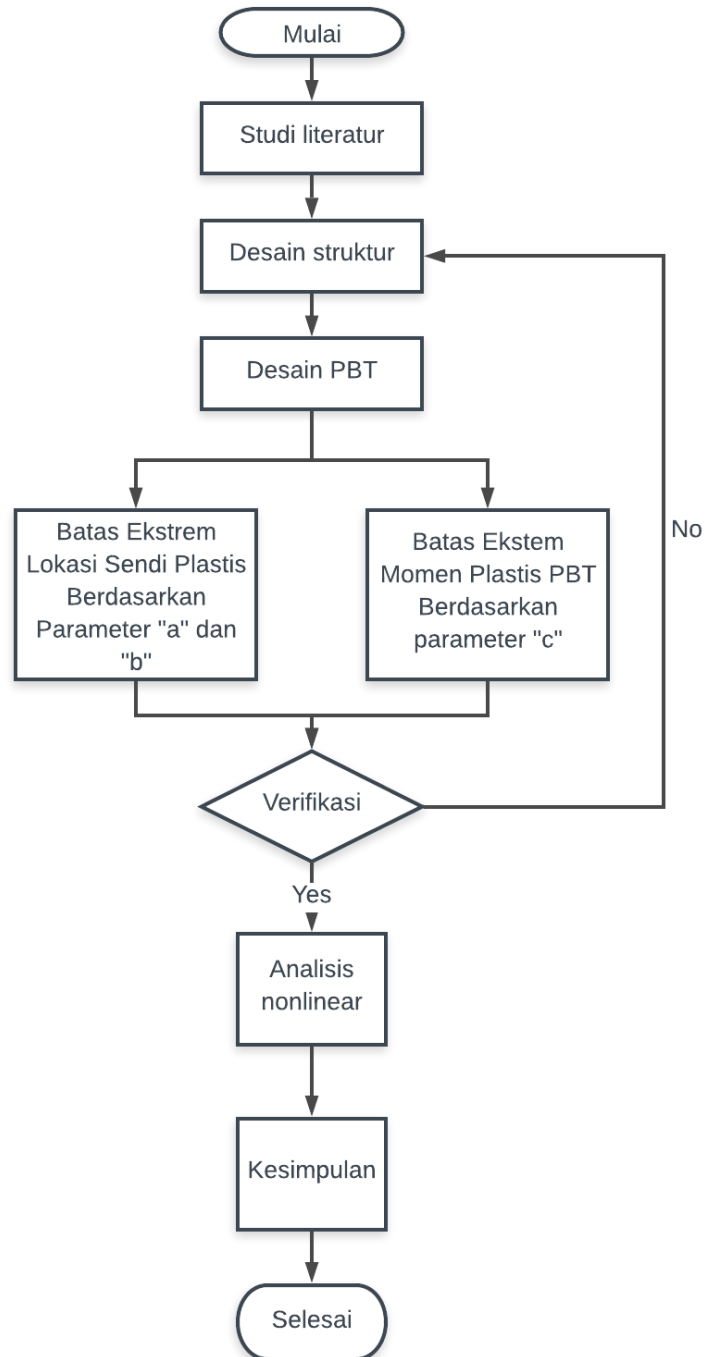 Mulai
Studi literatur
Desain struktur
Desain PBT
Batas Ekstrem
Lokasi Sendi Plastis
Berdasarkan
Parameter "a" dan
"b"
Batas Ekstem
Momen Plastis PBT
Berdasarkan
parameter "c"
No
Verifikasi
Yes
Analisis
nonlinear
Kesimpulan
Selesai